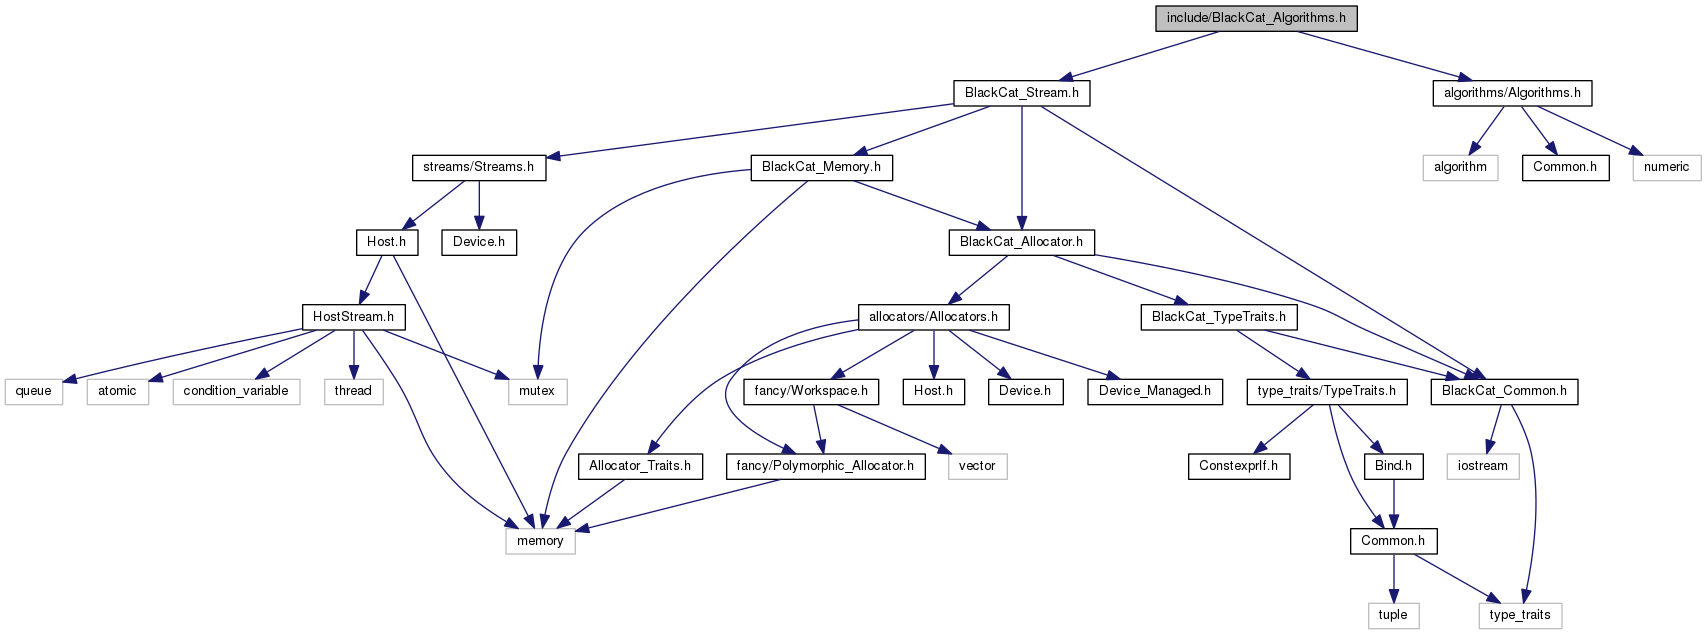 include/BlackCat_Algorithms.h
BlackCat_Stream.h
algorithms/Algorithms.h
streams/Streams.h
BlackCat_Memory.h
algorithm
Common.h
numeric
Host.h
Device.h
BlackCat_Allocator.h
HostStream.h
allocators/Allocators.h
BlackCat_TypeTraits.h
queue
atomic
condition_variable
thread
mutex
fancy/Workspace.h
Host.h
Device.h
Device_Managed.h
type_traits/TypeTraits.h
BlackCat_Common.h
Allocator_Traits.h
fancy/Polymorphic_Allocator.h
vector
ConstexprIf.h
Bind.h
iostream
memory
Common.h
tuple
type_traits